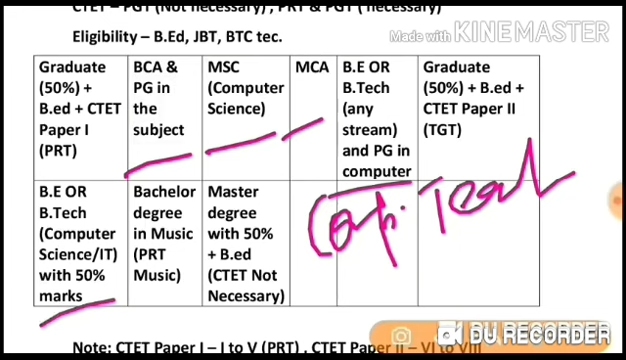 CTET – PGT (Not necessary) , PRT & PGT ( necessary)
Eligibility – B.Ed, JBT, BTC tec.
Made with KINEMASTER
Graduate
(50%) +
B.ed + CTET
Paper I
(PRT)
BCA &
PG in
the
subject
MSC
(Computer
Science)
MCA
B.E OR
B.Tech
(any
stream)
and PG in
computer
Graduate
(50%) + B.ed +
CTET Paper II
(TGT)
B.E OR
B.Tech
(Computer
Science/IT)
with 50%
marks
Bachelor
degree
in Music
(PRT
Music)
Master
degree
with 50%
+ B.ed
(CTET Not
Necessary)
DU RECORDER
Note: CTET Paper I – I to V (PRT) , CTET Paper II – VI to VIII